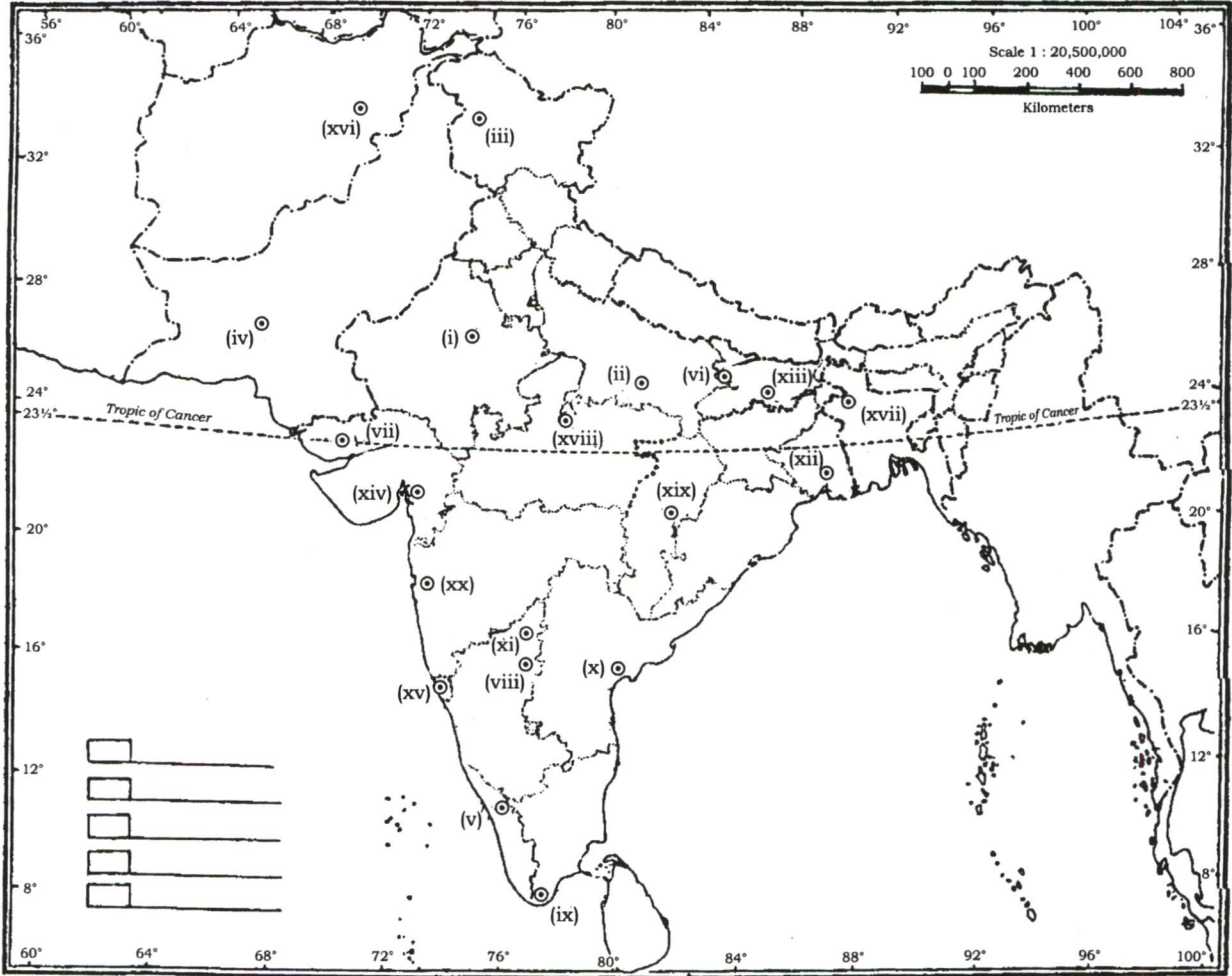 56° 60° 64° 68° 72° 76° 80° 84° 88° 92° 96° 100° 104°
36° 36°
Scale 1 : 20,500,000
100 0 100 200 400 600 800
Kilometers
(xvi) (iii)
32° 32°
28° 28°
(iv) (i)
(ii) (vi) (xiii)
24° 24°
23½° Tropic of Cancer (vii) (xviii) (xvii) Tropic of Cancer 23½°
(xii)
(xiv) (xix)
20° 20°
(xx)
16° 16°
(xi)
(viii) (x)
(xv)
12° 12°
(v)
8° 8°
(ix)
60° 64° 68° 72° 76° 84° 88° 92° 96° 100°